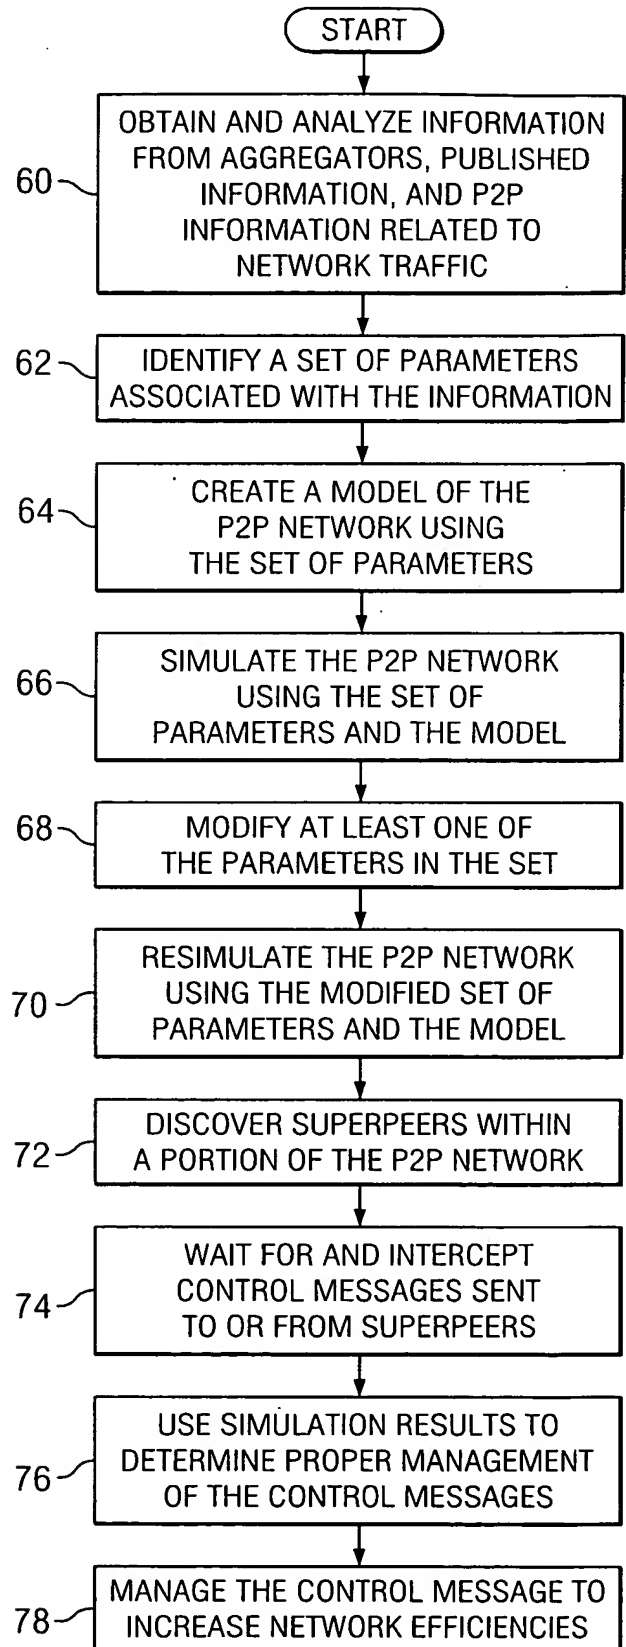 START
60
OBTAIN AND ANALYZE INFORMATION
FROM AGGREGATORS, PUBLISHED
INFORMATION, AND P2P
INFORMATION RELATED TO
NETWORK TRAFFIC
62
IDENTIFY A SET OF PARAMETERS
ASSOCIATED WITH THE INFORMATION
64
CREATE A MODEL OF THE
P2P NETWORK USING
THE SET OF PARAMETERS
66
SIMULATE THE P2P NETWORK
USING THE SET OF
PARAMETERS AND THE MODEL
68
MODIFY AT LEAST ONE OF
THE PARAMETERS IN THE SET
70
RESIMULATE THE P2P NETWORK
USING THE MODIFIED SET OF
PARAMETERS AND THE MODEL
72
DISCOVER SUPERPEERS WITHIN
A PORTION OF THE P2P NETWORK
74
WAIT FOR AND INTERCEPT
CONTROL MESSAGES SENT
TO OR FROM SUPERPEERS
76
USE SIMULATION RESULTS TO
DETERMINE PROPER MANAGEMENT
OF THE CONTROL MESSAGES
78
MANAGE THE CONTROL MESSAGE TO
INCREASE NETWORK EFFICIENCIES